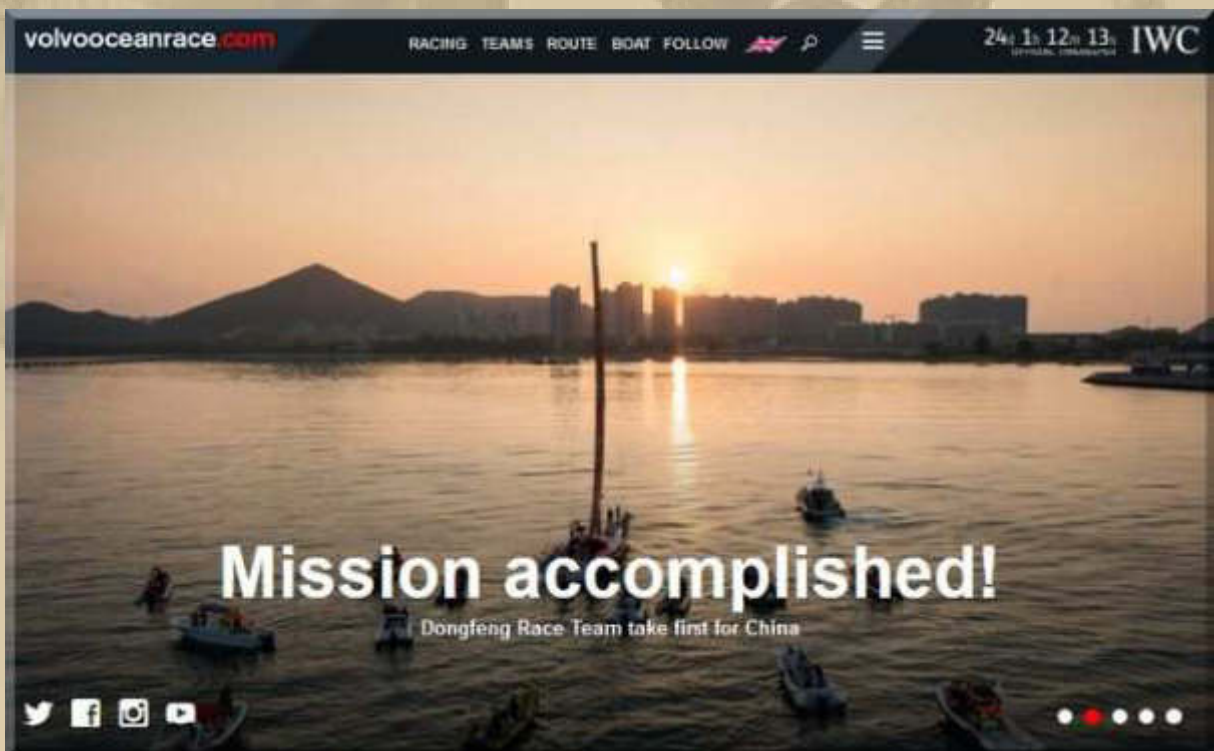 volvooceanrace.com
RACING TEAMS ROUTE BOAT FOLLOW
24d 1h 12m 13s IWC
Mission accomplished!
Dongfeng Race Team take first for China